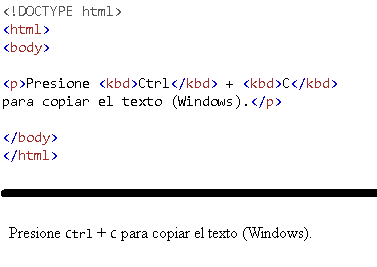 <!DOCTYPE html>
<html>
<body>
<p>Presione <kbd>Ctrl</kbd> + <kbd>C</kbd>
para copiar el texto (Windows).</p>
</body>
</html>
Presione Ctrl + C para copiar el texto (Windows).